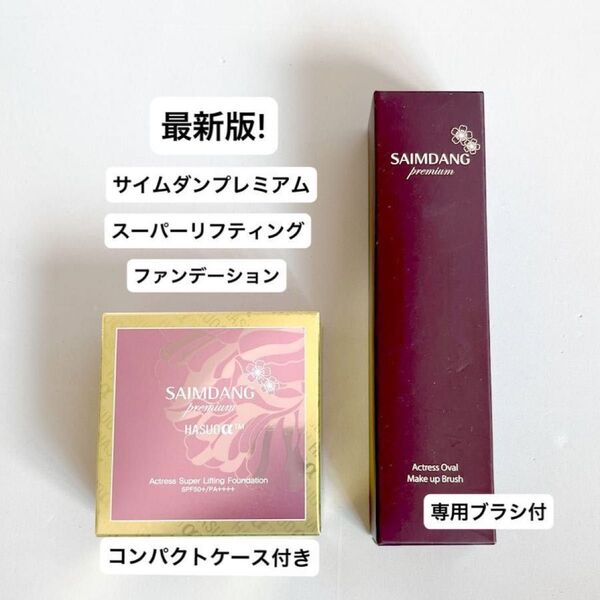 最新版!
サイムダンプレミアム
スーパーリフティング
ファンデーション
SAIMDANG
premium
HASUOα™
Actress Super Lifting Foundation
SPF50+/PA++++
コンパクトケース付き
SAIMDANG
premium
Actress Oval
Make up Brush
専用ブラシ付